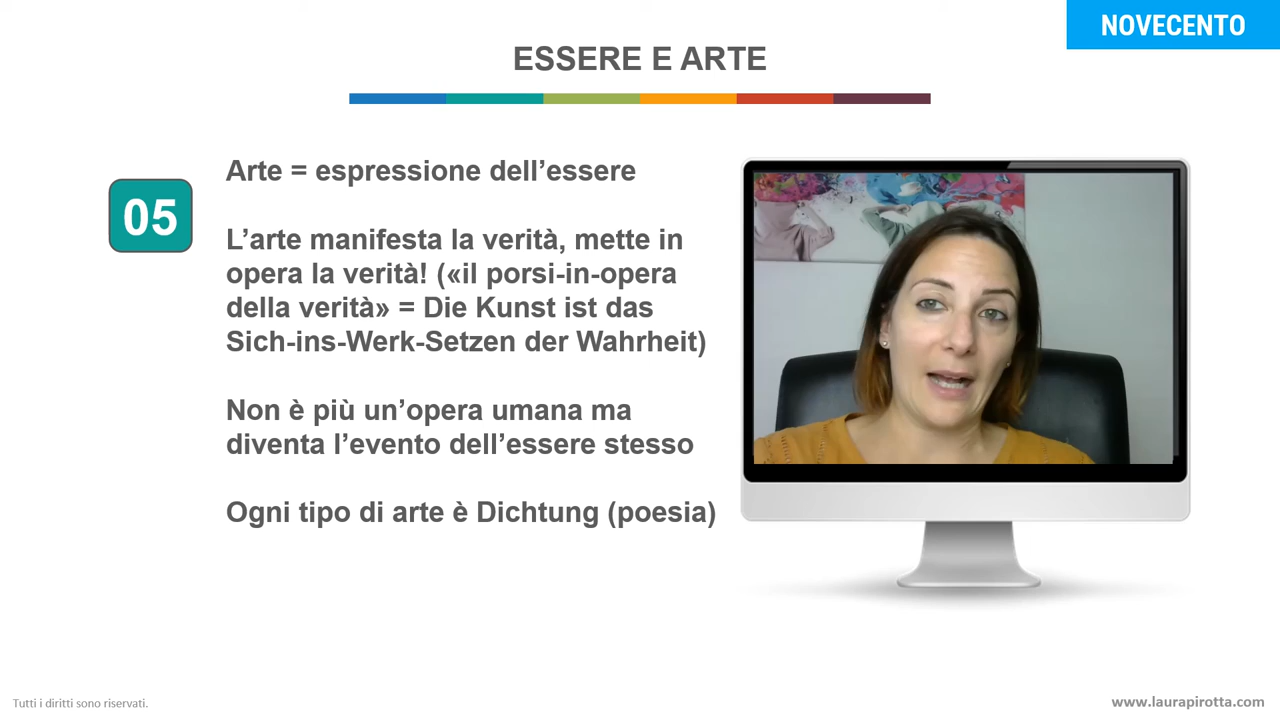 NOVECENTO
ESSERE E ARTE
05
Arte = espressione dell’essere
L’arte manifesta la verità, mette in
opera la verità! («il porsi-in-opera
della verità» = Die Kunst ist das
Sich-ins-Werk-Setzen der Wahrheit)
Non è più un’opera umana ma
diventa l’evento dell’essere stesso
Ogni tipo di arte è Dichtung (poesia)
Tutti i diritti sono riservati.
www.laurapirotta.com